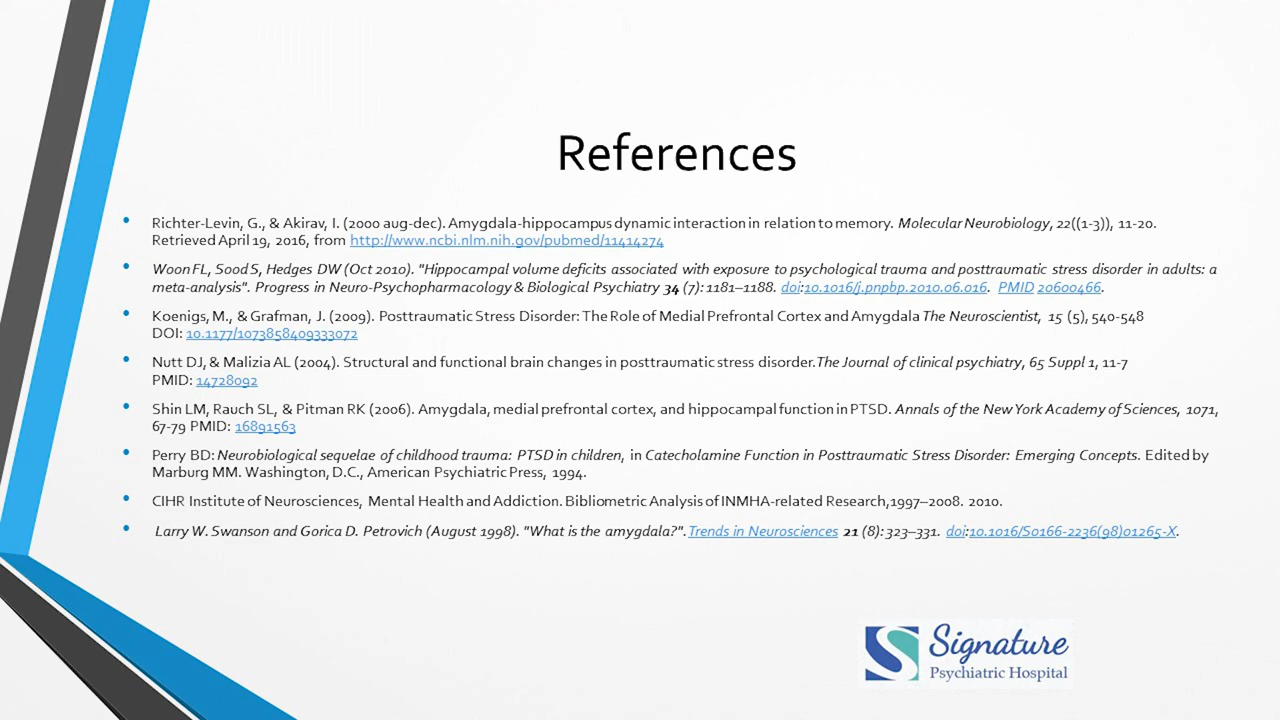 References
• Richter-Levin, G., & Akirav, I. (2000 aug-dec). Amygdala-hippocampus dynamic interaction in relation to memory. Molecular Neurobiology, 22((1-3)), 11-20.
Retrieved April 19, 2016, from http://www.ncbi.nlm.nih.gov/pubmed/11414274
• Woon FL, Sood S, Hedges DW (Oct 2010). "Hippocampal volume deficits associated with exposure to psychological trauma and posttraumatic stress disorder in adults: a
meta-analysis". Progress in Neuro-Psychopharmacology & Biological Psychiatry 34 (7): 1181–1188. doi:10.1016/j.pnpbp.2010.06.016. PMID 20600466.
• Koenigs, M., & Grafman, J. (2009). Posttraumatic Stress Disorder: The Role of Medial Prefrontal Cortex and Amygdala The Neuroscientist, 15 (5), 540-548
DOI: 10.1177/1073858409333072
• Nutt DJ, & Malizia AL (2004). Structural and functional brain changes in posttraumatic stress disorder.The Journal of clinical psychiatry, 65 Suppl 1, 11-7
PMID: 14728092
• Shin LM, Rauch SL, & Pitman RK (2006). Amygdala, medial prefrontal cortex, and hippocampal function in PTSD. Annals of the New York Academy of Sciences, 1071,
67-79 PMID: 16891563
• Perry BD: Neurobiological sequelae of childhood trauma: PTSD in children, in Catecholamine Function in Posttraumatic Stress Disorder: Emerging Concepts. Edited by
Marburg MM. Washington, D.C., American Psychiatric Press, 1994.
• CIHR Institute of Neurosciences, Mental Health and Addiction. Bibliometric Analysis of INMHA-related Research,1997–2008. 2010.
• Larry W. Swanson and Gorica D. Petrovich (August 1998). "What is the amygdala?". Trends in Neurosciences 21 (8): 323–331. doi:10.1016/S0166-2236(98)01265-X.
Signature
Psychiatric Hospital